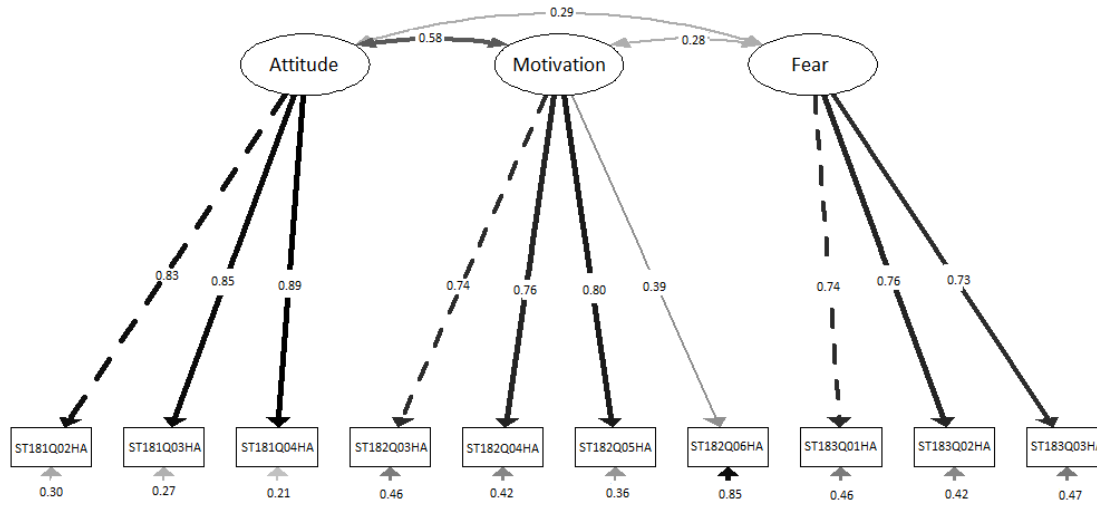 0.29
0.58
0.28
Attitude Motivation Fear
0.83 0.85 0.89 0.74 0.76 0.80 0.39 0.74 0.76 0.73
ST181Q02HA ST181Q03HA ST181Q04HA ST182Q03HA ST182Q04HA ST182Q05HA ST182Q06HA ST183Q01HA ST183Q02HA ST183Q03HA
0.30 0.27 0.21 0.46 0.42 0.36 0.85 0.46 0.42 0.47